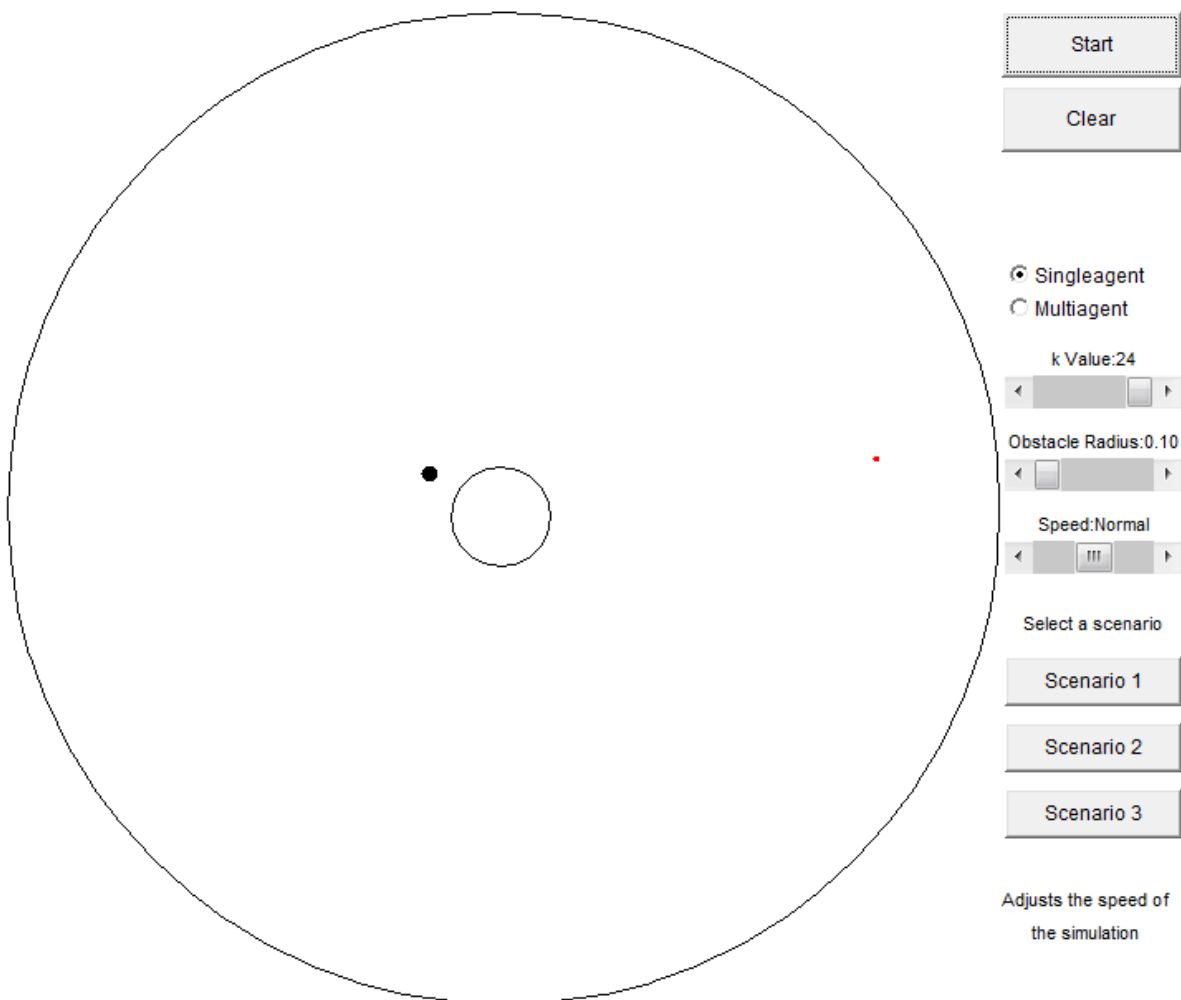 Start
Clear
Singleagent
Multiagent
k Value:24
Obstacle Radius:0.10
Speed:Normal
Select a scenario
Scenario 1
Scenario 2
Scenario 3
Adjusts the speed of
the simulation